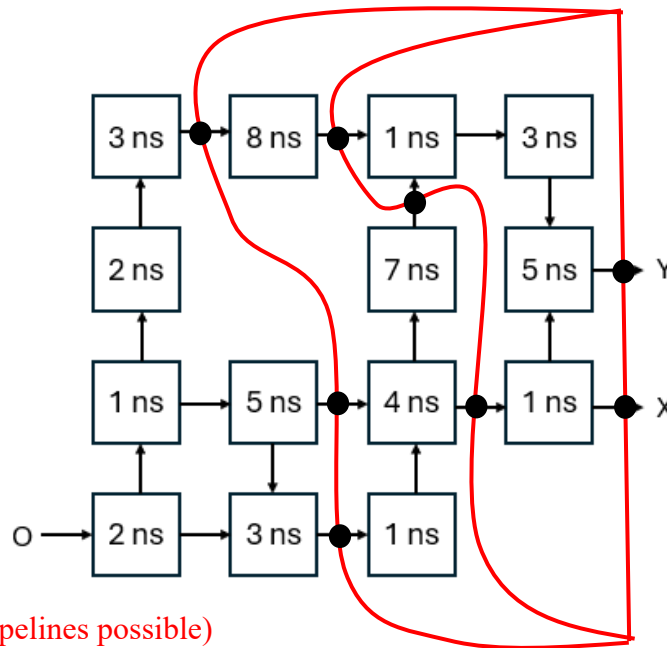 3 ns 8 ns 1 ns 3 ns
2 ns 7 ns 5 ns Y
1 ns 5 ns 4 ns 1 ns X
O 2 ns 3 ns 1 ns
pelines possible)